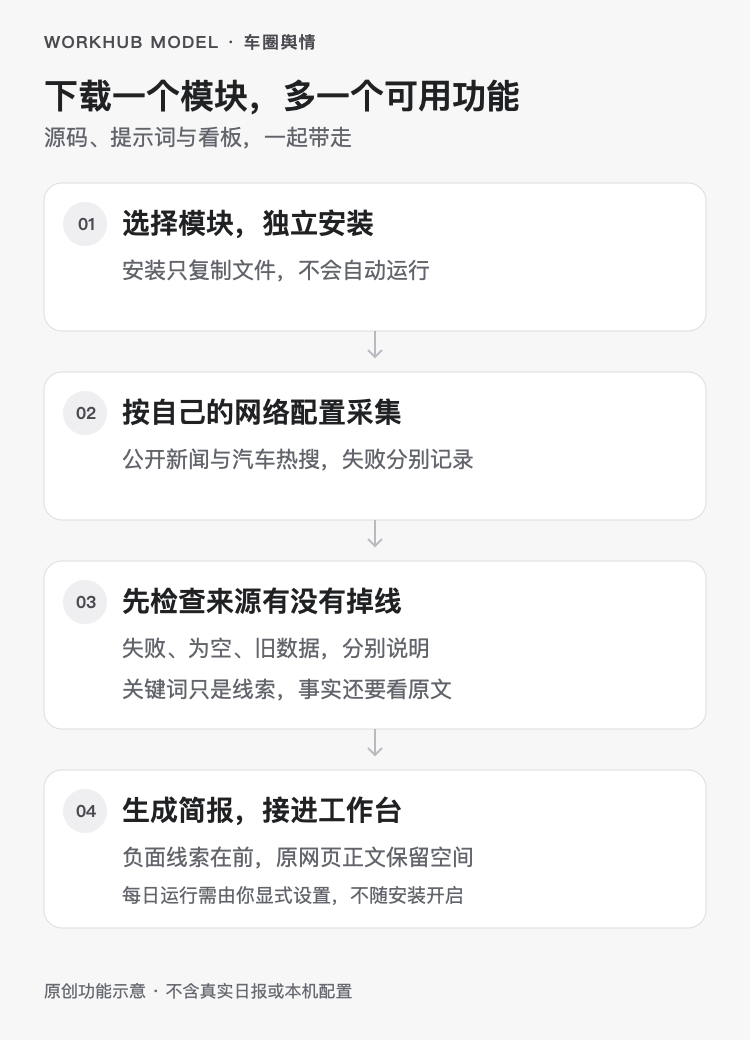 WORKHUB MODEL · 车圈舆情
下载一个模块，多一个可用功能
源码、提示词与看板，一起带走
01 选择模块，独立安装
安装只复制文件，不会自动运行
02 按自己的网络配置采集
公开新闻与汽车热搜，失败分别记录
03 先检查来源有没有掉线
失败、为空、旧数据，分别说明
关键词只是线索，事实还要看原文
04 生成简报，接进工作台
负面线索在前，原网页正文保留空间
每日运行需由你显式设置，不随安装开启
原创功能示意 · 不含真实日报或本机配置